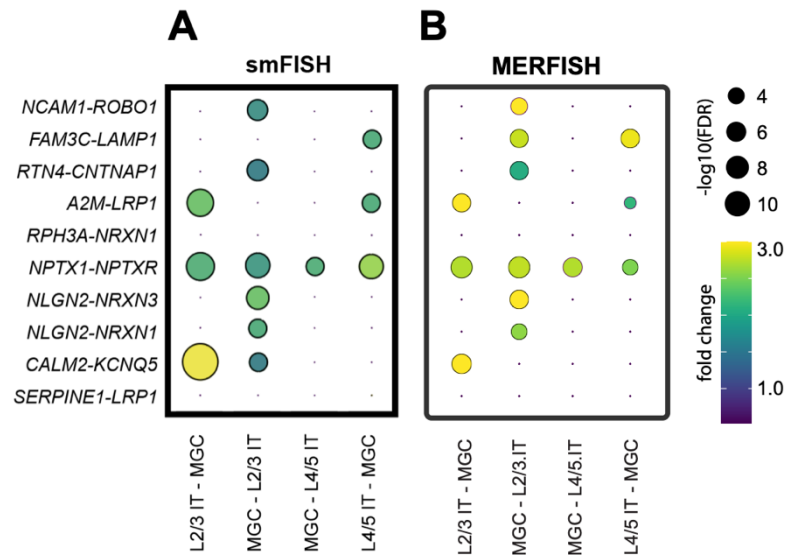 A
B
smFISH
MERFISH
NCAM1-ROBO1
FAM3C-LAMP1
RTN4-CNTNAP1
A2M-LRP1
RPH3A-NRXN1
NPTX1-NPTXR
NLGN2-NRXN3
NLGN2-NRXN1
CALM2-KCNQ5
SERPINE1-LRP1
L2/3 IT - MGC
MGC - L2/3 IT
MGC - L4/5 IT
L4/5 IT - MGC
L2/3 IT - MGC
MGC - L2/3.IT
MGC - L4/5.IT
L4/5 IT - MGC
-log10(FDR)
4
6
8
10
fold change
3.0
1.0